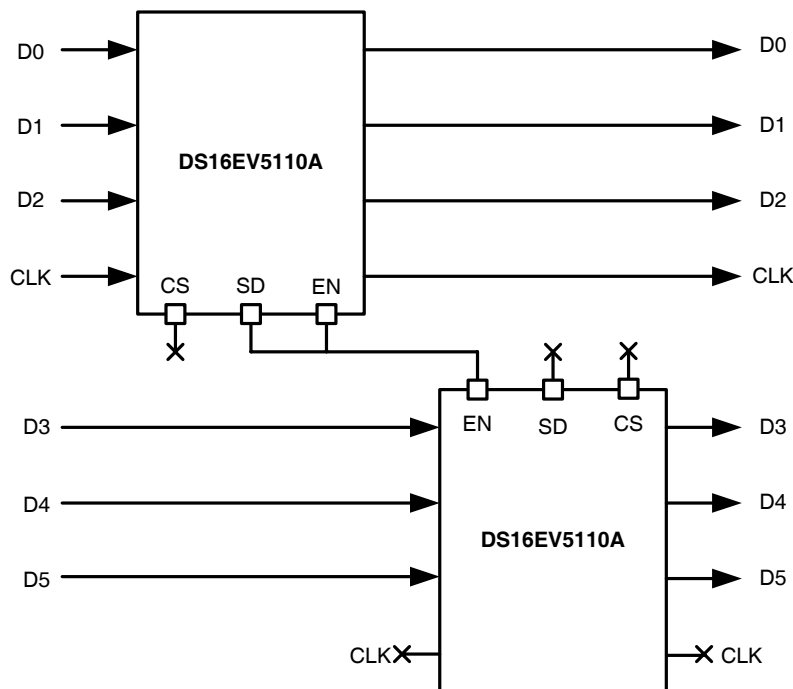 D0 D0
D1 D1
DS16EV5110A
D2 D2
CLK CLK
CS SD EN
D3 EN SD CS D3
D4 D4
DS16EV5110A
D5 D5
CLK CLK